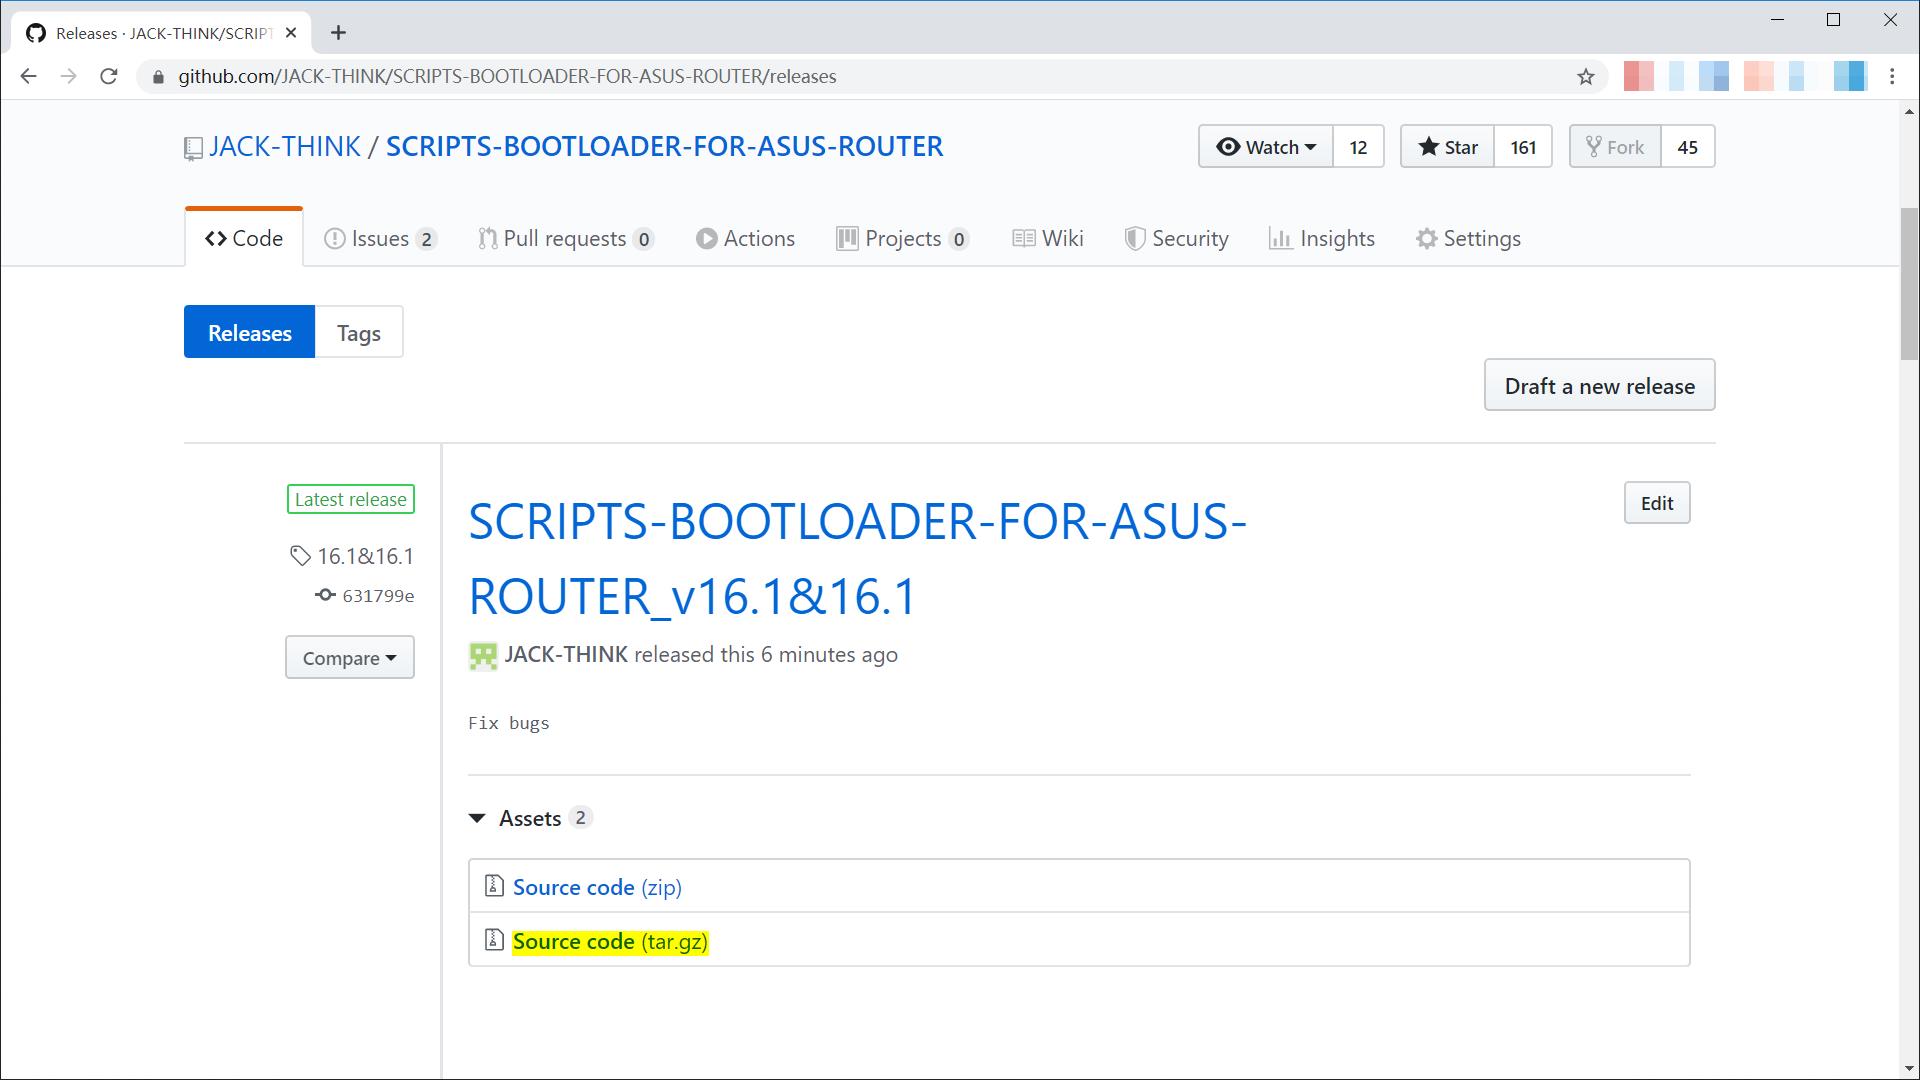 Releases · JACK-THINK/SCRIPT
github.com/JACK-THINK/SCRIPTS-BOOTLOADER-FOR-ASUS-ROUTER/releases
JACK-THINK / SCRIPTS-BOOTLOADER-FOR-ASUS-ROUTER
Watch 12 Star 161 Fork 45
Code Issues 2 Pull requests 0 Actions Projects 0 Wiki Security Insights Settings
Releases Tags
Draft a new release
Latest release
16.1&16.1
631799e
Compare
SCRIPTS-BOOTLOADER-FOR-ASUS-
ROUTER_v16.1&16.1
Edit
JACK-THINK released this 6 minutes ago
Fix bugs
Assets 2
Source code (zip)
Source code (tar.gz)